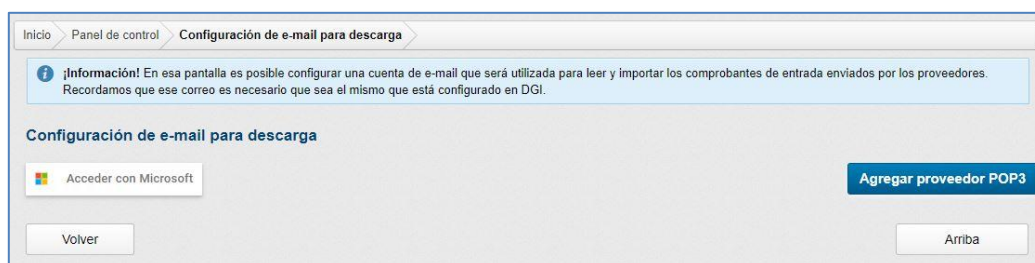 Inicio Panel de control Configuración de e-mail para descarga
¡Información! En esa pantalla es posible configurar una cuenta de e-mail que será utilizada para leer y importar los comprobantes de entrada enviados por los proveedores.
Recordamos que ese correo es necesario que sea el mismo que está configurado en DGI.
Configuración de e-mail para descarga
Acceder con Microsoft Agregar proveedor POP3
Volver Arriba